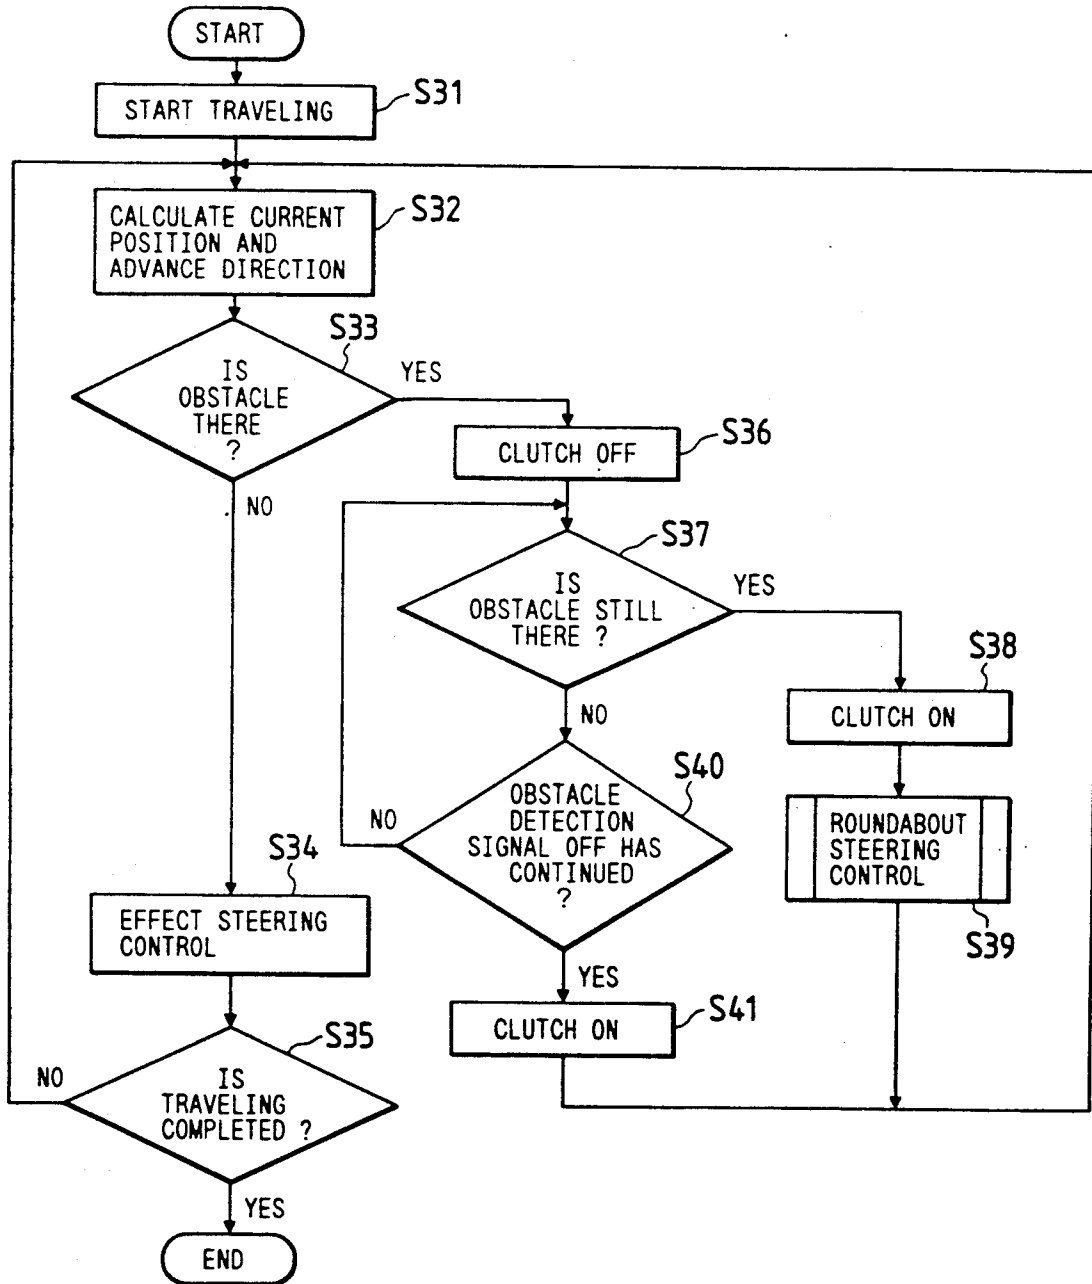 START
START TRAVELING
S31
CALCULATE CURRENT
POSITION AND
ADVANCE DIRECTION
S32
S33
IS
OBSTACLE
THERE
?
YES
NO
CLUTCH OFF
S36
S37
IS
OBSTACLE STILL
THERE ?
YES
NO
S38
CLUTCH ON
S40
OBSTACLE
DETECTION
SIGNAL OFF HAS
CONTINUED
?
NO
YES
ROUNDABOUT
STEERING
CONTROL
S39
S34
EFFECT STEERING
CONTROL
CLUTCH ON
S41
S35
IS
TRAVELING
COMPLETED ?
NO
YES
END